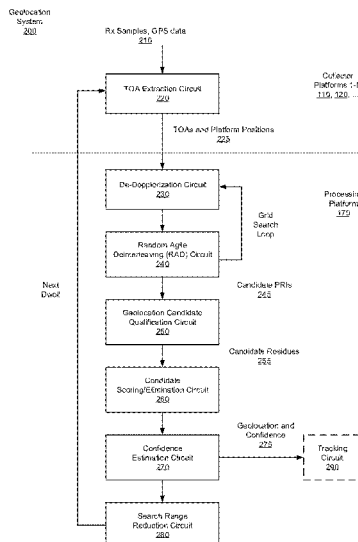 Geolocation
System
200
Rx Samples, GPS data
210
TOA Extraction Circuit
220
Collector
Platforms 1-
110, 120, ...
TOAs and Platform Positions
225
De-Dopplerization Circuit
230
Processing
Platform
170
Grid
Search
Loop
Random Agile
Deinterleaving (RAD) Circuit
240
Next
Dwell
Candidate PRIs
245
Geolocation Candidate
Qualification Circuit
250
Candidate Residues
255
Candidate
Scoring/Elimination Circuit
260
Geolocation and
Confidence
275
Confidence
Estimation Circuit
270
Tracking
Circuit
290
Search Range
Reduction Circuit
280